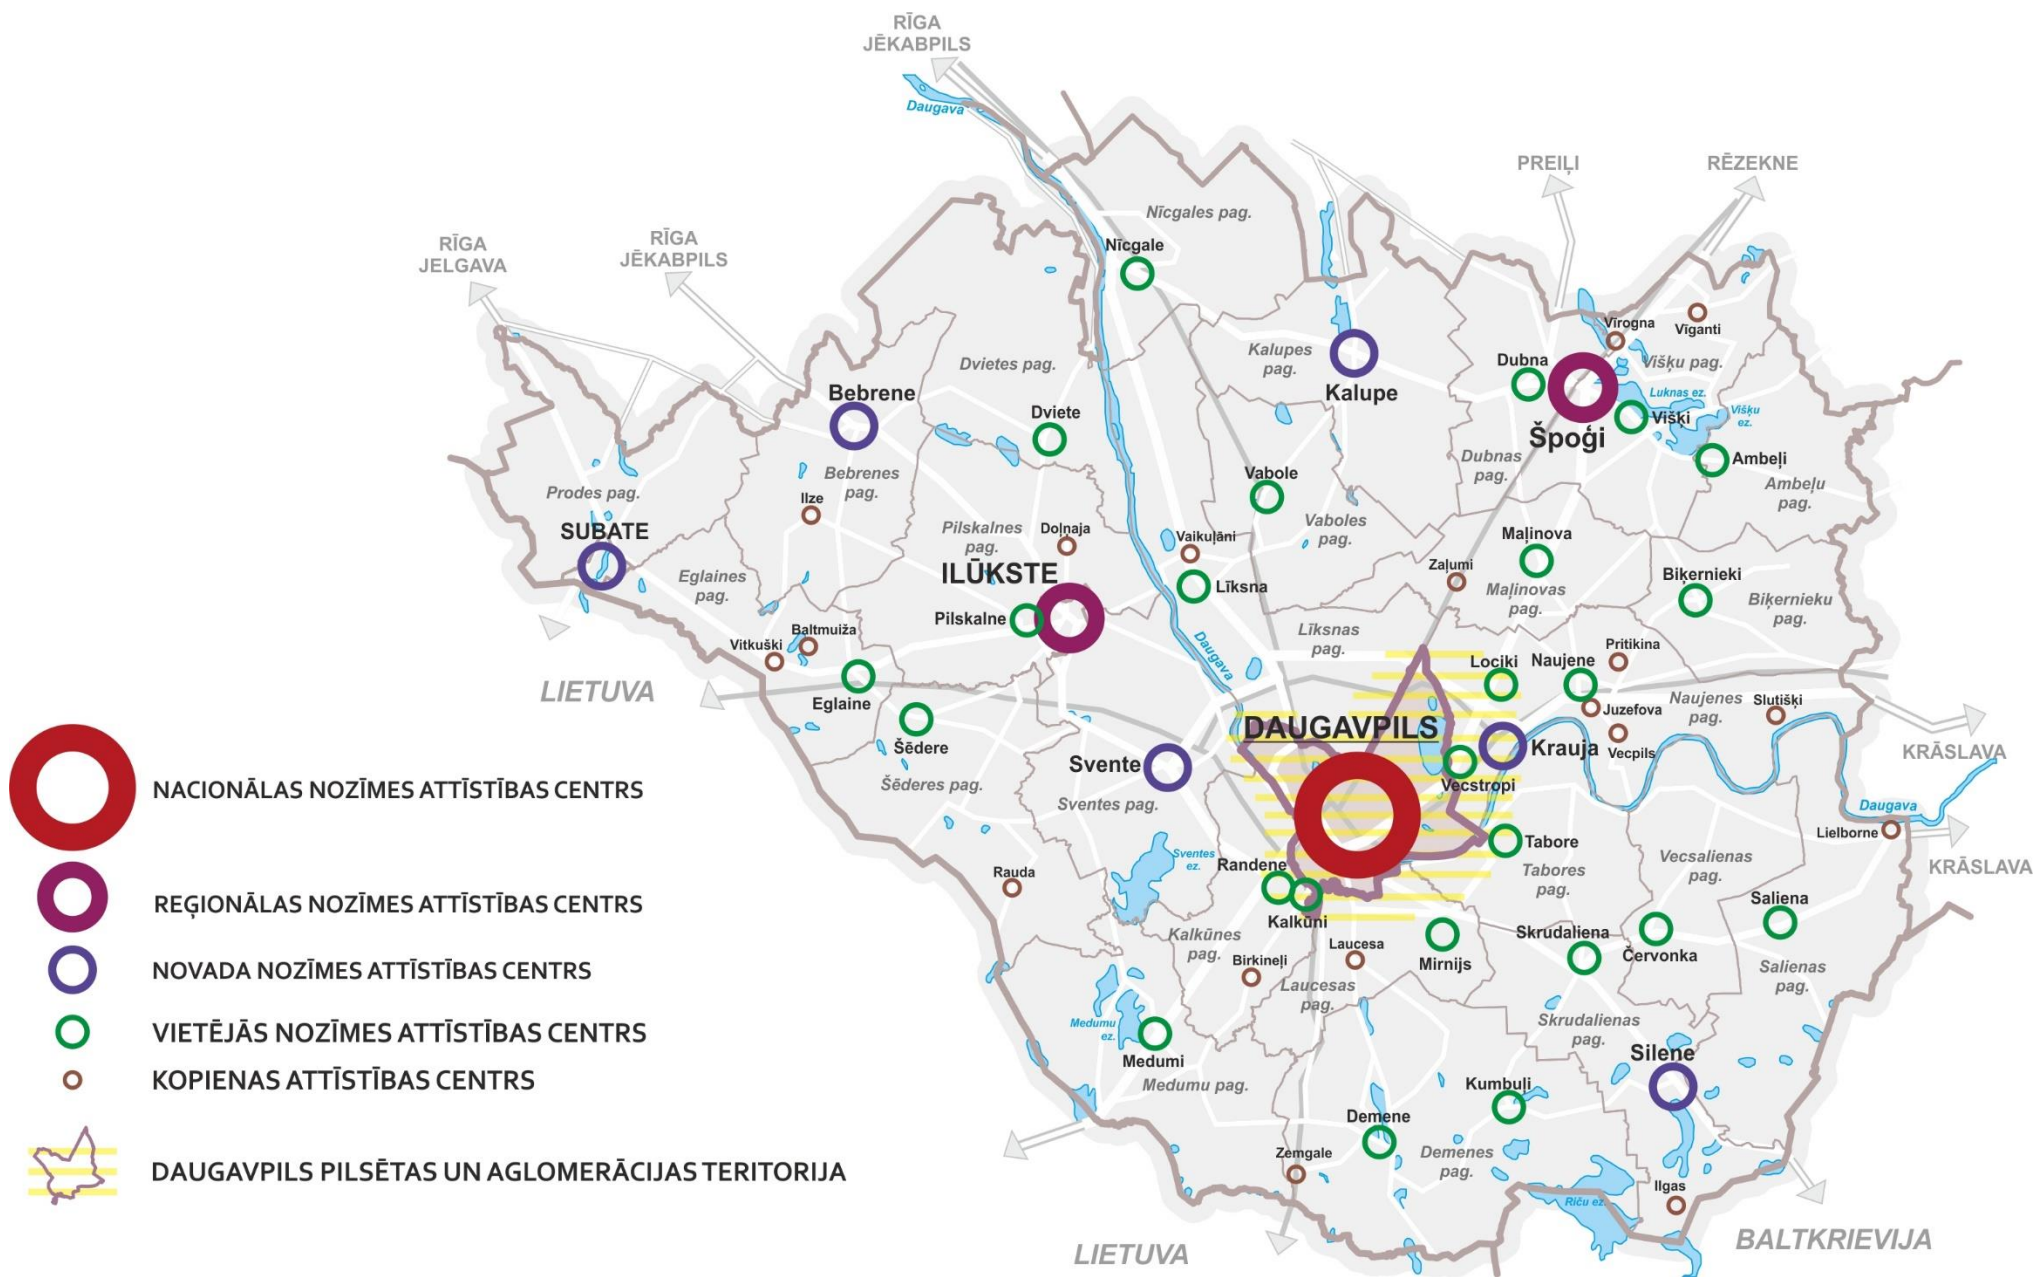 RĪGA
JĒKABPILS
Daugava
PREIĻI
RĒZEKNE
Nīcgales pag.
RĪGA
JELGAVA
RĪGA
JĒKABPILS
Nīcgale
Vīrogna
Vīganti
Kalupes
pag.
Dvietes pag.
Dubna
Višķu pag.
Bebrene
Kalupe
Luknas ez.
Dviete
Višķi
Višķu
ez.
Špoģi
Bebrenes
pag.
Dubnas
pag.
Ambeļi
Vabole
Ambeļu
pag.
Prodes pag.
Ilze
SUBATE
Pilskalnes
pag.
Doļnaja
Vaikuļāni
Vaboles
pag.
Maļinova
Zaļumi
ILŪKSTE
Eglaines
pag.
Līksna
Maļinovas
pag.
Biķernieki
Biķernieku
pag.
Pilskalne
Līksnas
pag.
Vitkuški
Baltmuiža
Daugava
Pritikina
Lociki
Naujene
LIETUVA
Eglaine
Juzefova
Naujenes
pag.
Slutišķi
Šēdere
DAUGAVPILS
Krauja
Vecpils
KRĀSLAVA
Svente
Vecstropi
Šēderes pag.
Sventes pag.
NACIONĀLAS NOZĪMES ATTĪSTĪBAS CENTRS
Daugava
Lielborne
Tabore
Sventes
ez.
Vecsalienas
pag.
Randene
Rauda
Tabores
pag.
KRĀSLAVA
REĢIONĀLAS NOZĪMES ATTĪSTĪBAS CENTRS
Saliena
Kalkūni
Kalkūnes
pag.
Laucesa
Skrudaliena
Červonka
Mirnijs
Birkineļi
NOVADA NOZĪMES ATTĪSTĪBAS CENTRS
Laucesas
pag.
Salienas
pag.
Medumu
ez.
VIETĒJĀS NOZĪMES ATTĪSTĪBAS CENTRS
Skrudalienas
pag.
Medumi
Silene
Medumu pag.
Kumbuļi
KOPIENAS ATTĪSTĪBAS CENTRS
Demene
Zemgale
Demenes
pag.
DAUGAVPILS PILSĒTAS UN AGLOMERĀCIJAS TERITORIJA
Ilgas
Riču ez.
LIETUVA
BALTKRIEVIJA